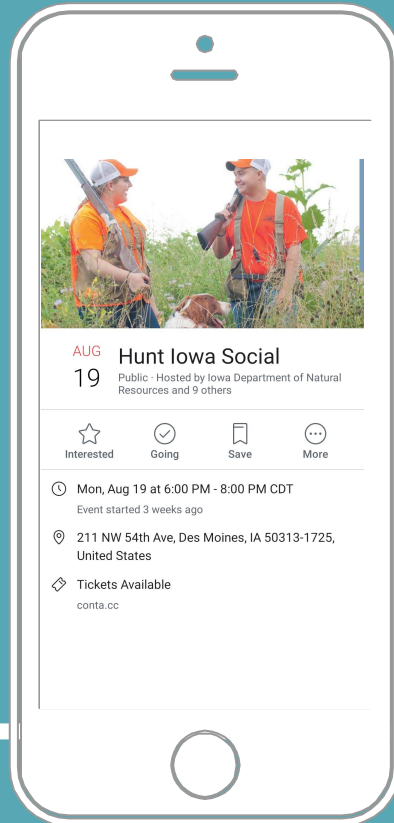 AUG
19
Hunt Iowa Social
Public · Hosted by Iowa Department of Natural
Resources and 9 others
Interested
Going
Save
More
Mon, Aug 19 at 6:00 PM - 8:00 PM CDT
Event started 3 weeks ago
211 NW 54th Ave, Des Moines, IA 50313-1725,
United States
Tickets Available
conta.cc